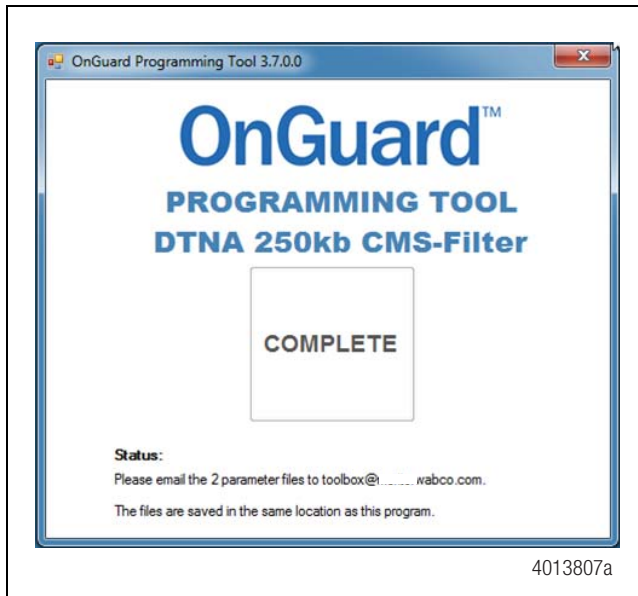 OnGuard Programming Tool 3.7.0.0
OnGuard™
PROGRAMMING TOOL
DTNA 250kb CMS-Filter
COMPLETE
Status:
Please email the 2 parameter files to
The files are saved in the same location as this program.
4013807a